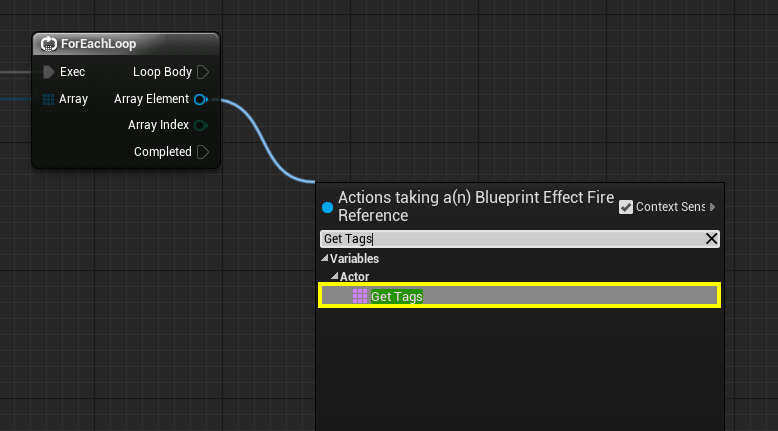 ForEachLoop
Exec
Loop Body
Array
Array Element
Array Index
Completed
Actions taking a(n) Blueprint Effect Fire
Reference
Context Sens
Get Tags
Variables
Actor
Get Tags